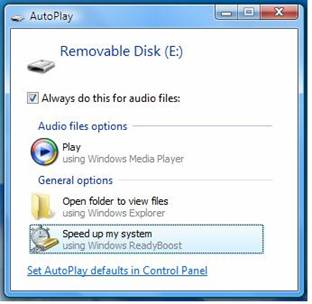 AutoPlay
Removable Disk (E:)
Always do this for audio files:
Audio files options
Play
using Windows Media Player
General options
Open folder to view files
using Windows Explorer
Speed up my system
using Windows ReadyBoost
Set AutoPlay defaults in Control Panel